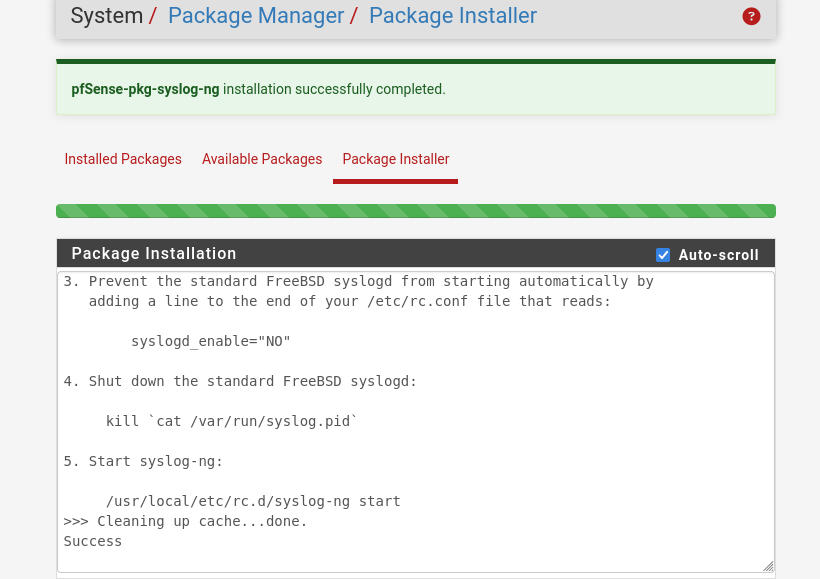 System / Package Manager / Package Installer
?
pfSense-pkg-syslog-ng installation successfully completed.
Installed Packages Available Packages Package Installer
Package Installation Auto-scroll
3. Prevent the standard FreeBSD syslogd from starting automatically by
adding a line to the end of your /etc/rc.conf file that reads:
syslogd_enable="NO"
4. Shut down the standard FreeBSD syslogd:
kill `cat /var/run/syslog.pid`
5. Start syslog-ng:
/usr/local/etc/rc.d/syslog-ng start
>>> Cleaning up cache...done.
Success